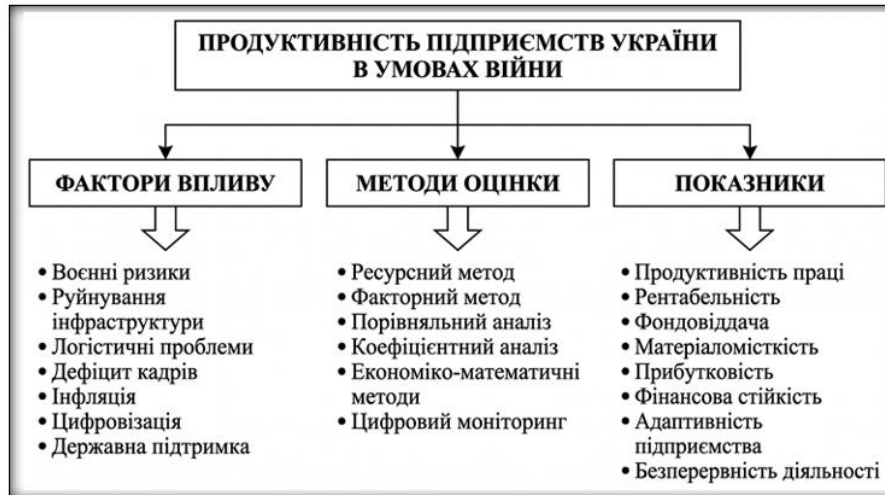 ПРОДУКТИВНІСТЬ ПІДПРИЄМСТВ УКРАЇНИ
В УМОВАХ ВІЙНИ
ФАКТОРИ ВПЛИВУ
• Воєнні ризики
• Руйнування
інфраструктури
• Логістичні проблеми
• Дефіцит кадрів
• Інфляція
• Цифровізація
• Державна підтримка
МЕТОДИ ОЦІНКИ
• Ресурсний метод
• Факторний метод
• Порівняльний аналіз
• Коефіцієнтний аналіз
• Економіко-математичні
методи
• Цифровий моніторинг
ПОКАЗНИКИ
• Продуктивність праці
• Рентабельність
• Фондовіддача
• Матеріаломісткість
• Прибутковість
• Фінансова стійкість
• Адаптивність
підприємства
• Безперервність діяльності